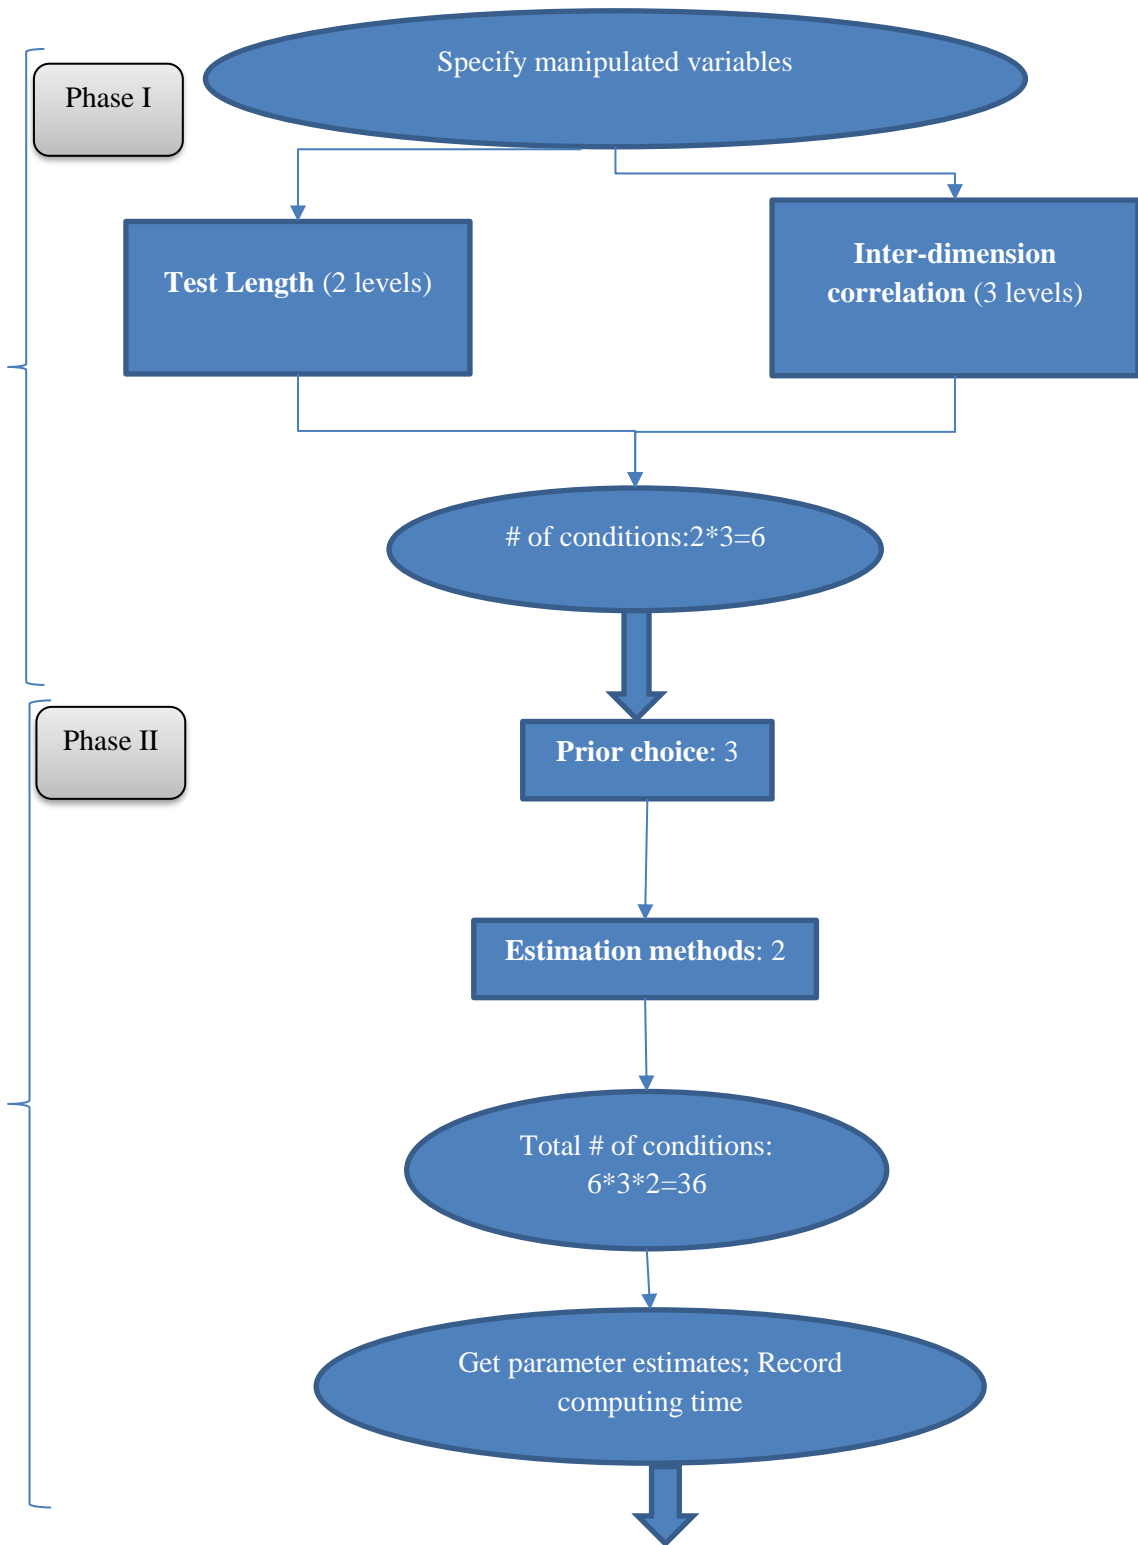 Specify manipulated variables
Phase I
Test Length (2 levels)
Inter-dimension
correlation (3 levels)
# of conditions:2*3=6
Phase II
Prior choice: 3
Estimation methods: 2
Total # of conditions:
6*3*2=36
Get parameter estimates; Record
computing time